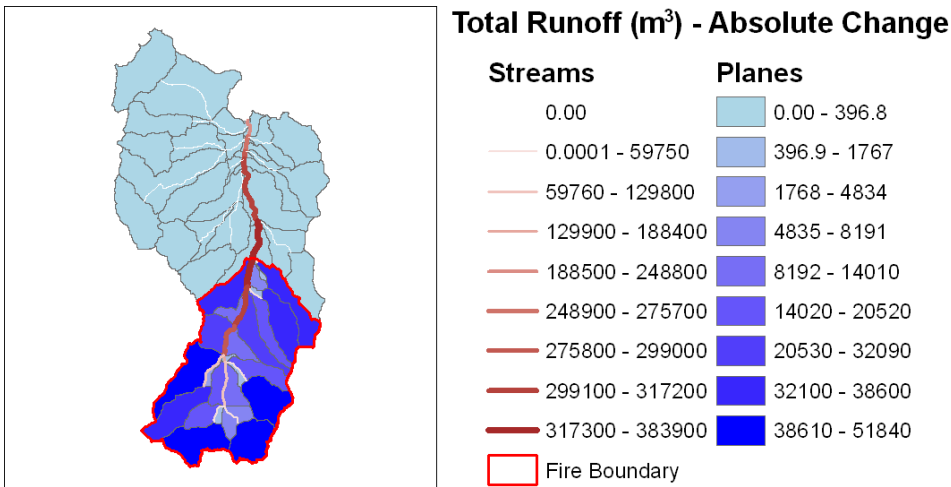 Total Runoff (m³) - Absolute Change
Streams
0.00
0.0001 - 59750
59760 - 129800
129900 - 188400
188500 - 248800
248900 - 275700
275800 - 299000
299100 - 317200
317300 - 383900
Fire Boundary
Planes
0.00 - 396.8
396.9 - 1767
1768 - 4834
4835 - 8191
8192 - 14010
14020 - 20520
20530 - 32090
32100 - 38600
38610 - 51840